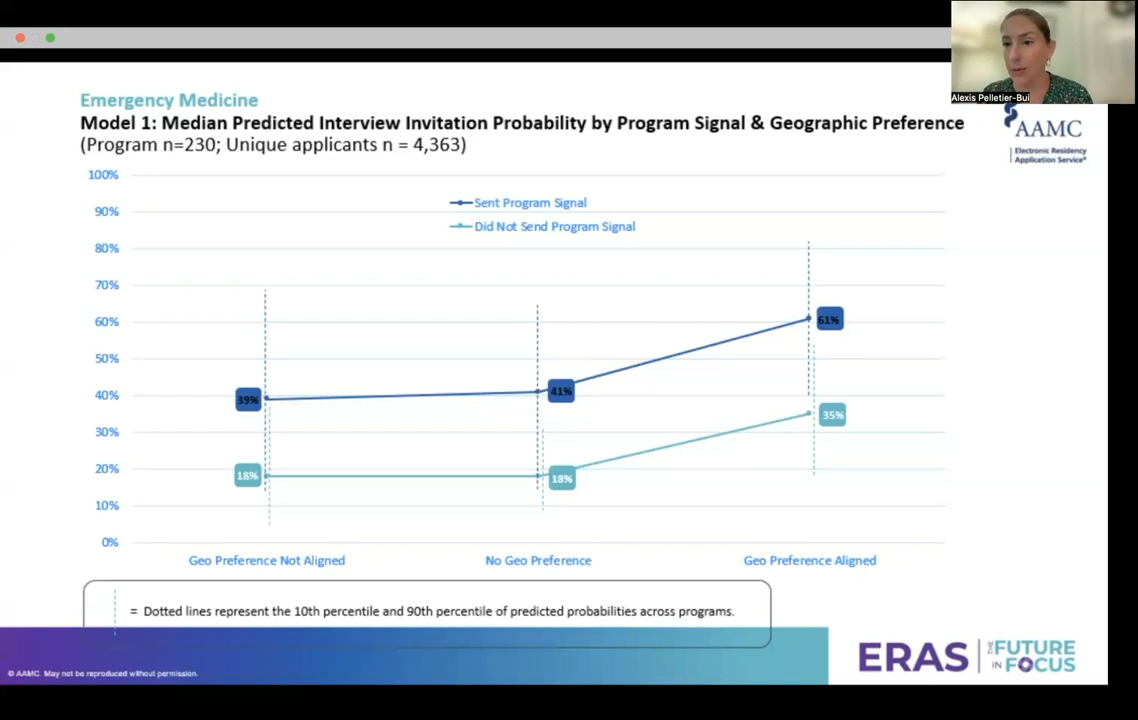 Alexis Pelletier-Bui
Emergency Medicine
Model 1: Median Predicted Interview Invitation Probability by Program Signal & Geographic Preference
(Program n=230; Unique applicants n = 4,363)
AAMC
Electronic Residency
Application Service®
100%
90%
80%
70%
60%
50%
40%
30%
20%
10%
0%
Sent Program Signal
Did Not Send Program Signal
39%
41%
61%
18%
18%
35%
Geo Preference Not Aligned
No Geo Preference
Geo Preference Aligned
= Dotted lines represent the 10th percentile and 90th percentile of predicted probabilities across programs.
© AAMC. May not be reproduced without permission.
ERAS
THE FUTURE
IN FOCUS